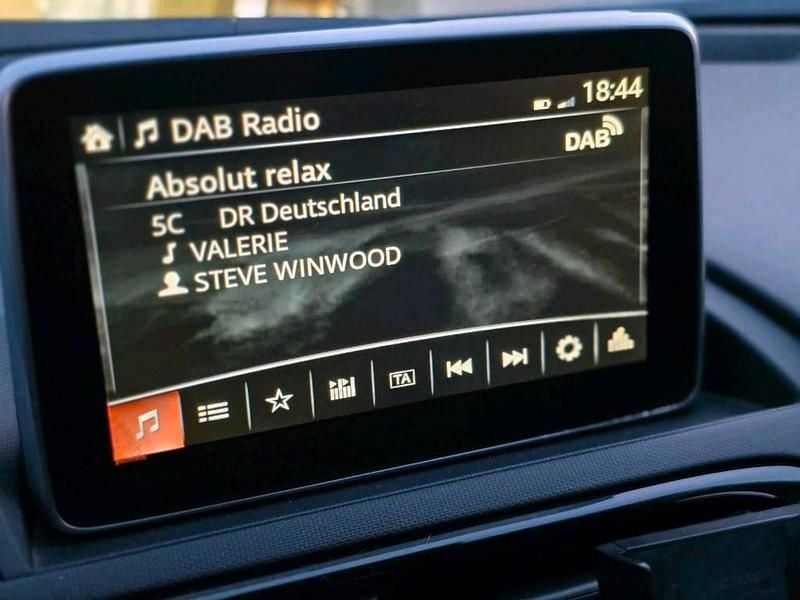 DAB Radio 18:44
Absolut relax DAB
5C DR Deutschland
VALERIE
STEVE WINWOOD
TA